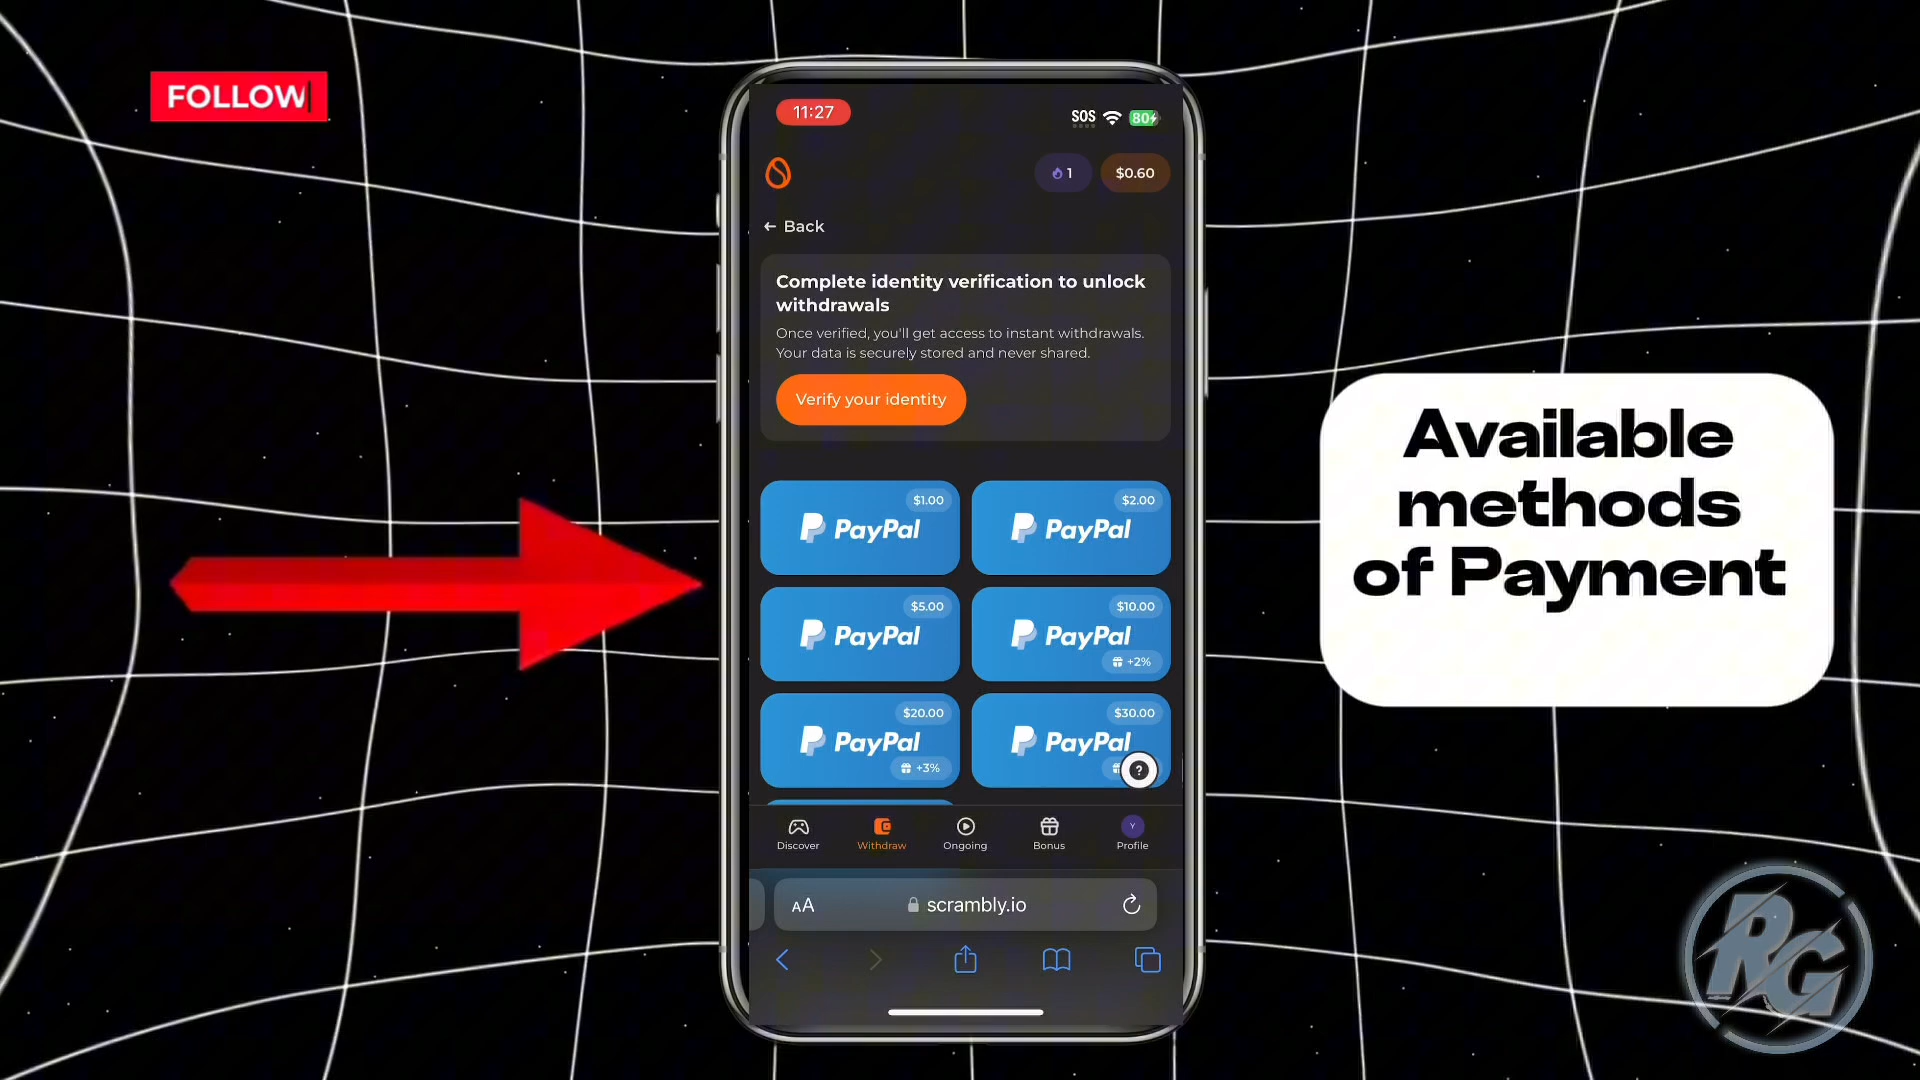 FOLLOW
11:27
SOS
80
1
$0.60
← Back
Complete identity verification to unlock
withdrawals
Once verified, you'll get access to instant withdrawals.
Your data is securely stored and never shared.
Verify your identity
$1.00
PayPal
$2.00
PayPal
$5.00
PayPal
$10.00
PayPal
+2%
$20.00
PayPal
+3%
$30.00
PayPal
?
Discover
Withdraw
Ongoing
Bonus
Y
Profile
AA
scrambly.io
Available
methods
of Payment
RG